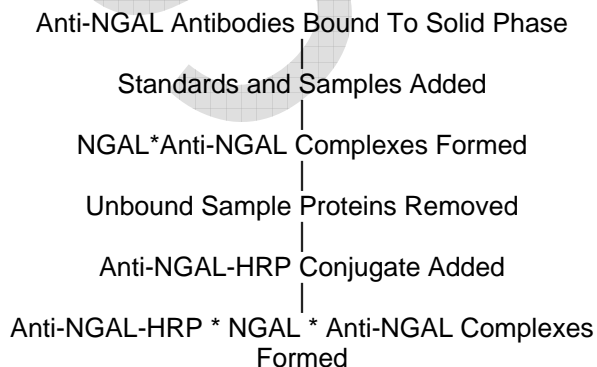 Anti-NGAL Antibodies Bound To Solid Phase
Standards and Samples Added
NGAL*Anti-NGAL Complexes Formed
Unbound Sample Proteins Removed
Anti-NGAL-HRP Conjugate Added
Anti-NGAL-HRP * NGAL * Anti-NGAL Complexes
Formed